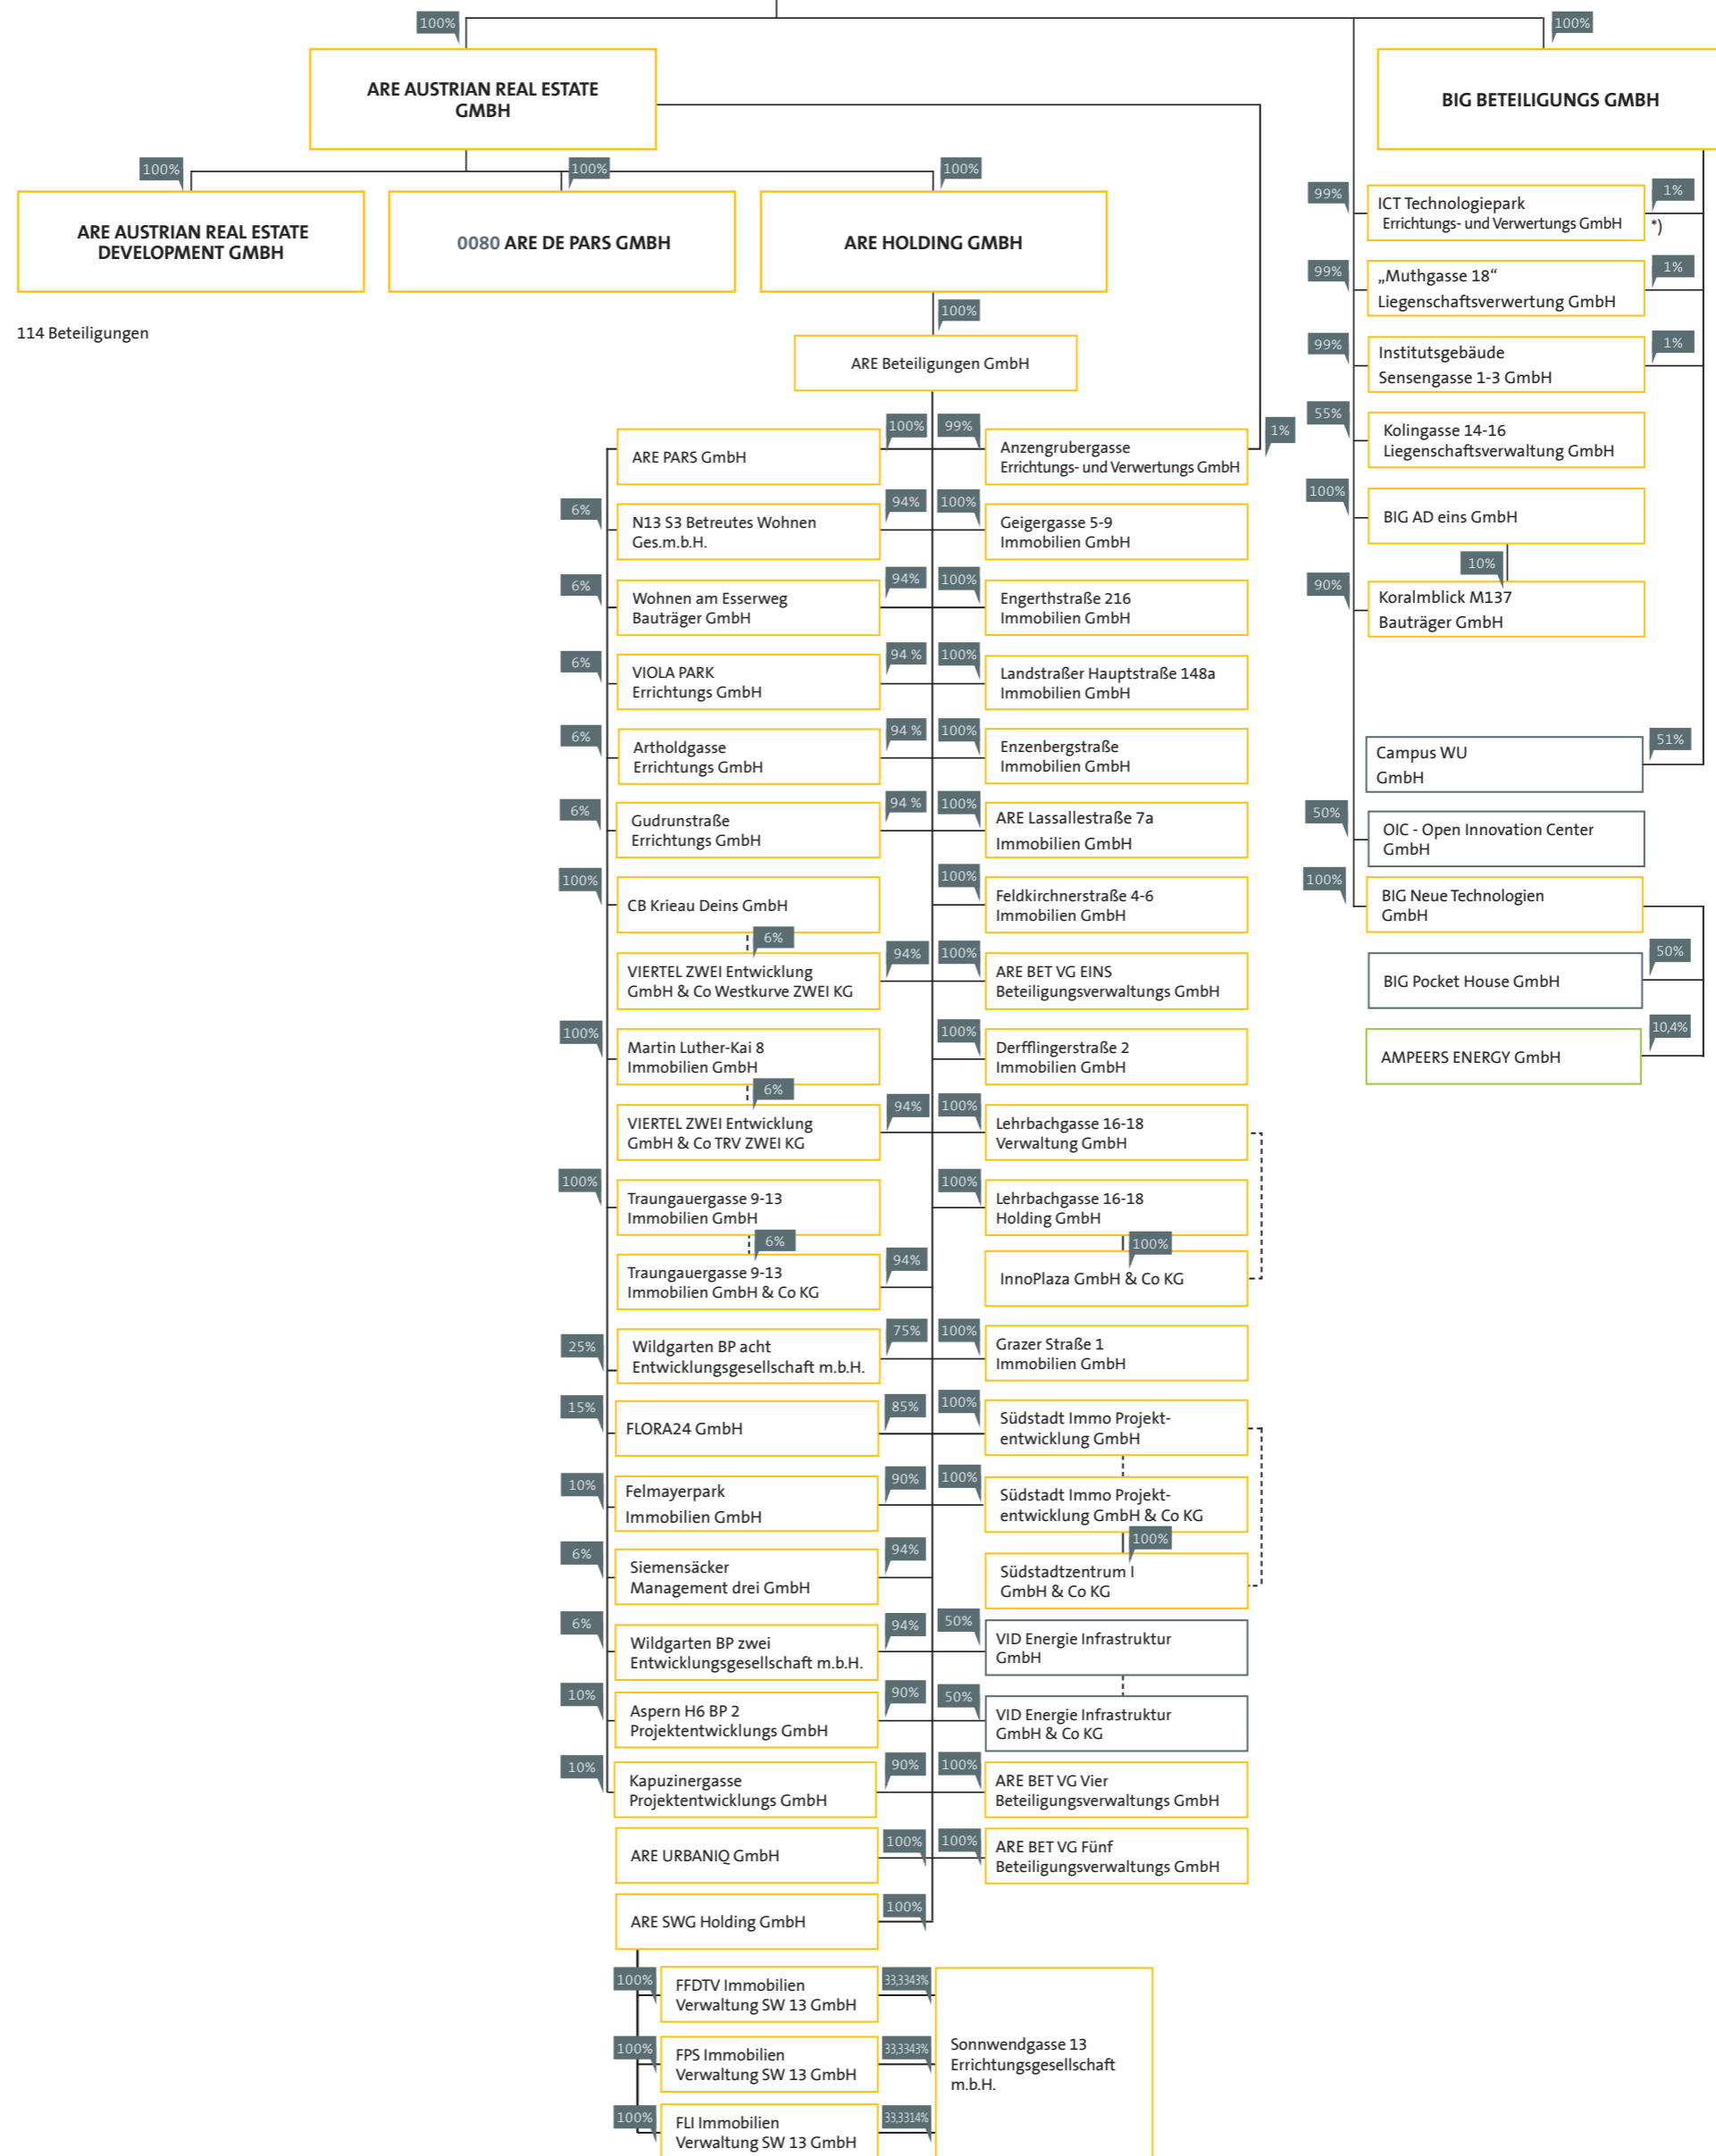 100%
100%
ARE AUSTRIAN REAL ESTATE
GMBH
BIG BETEILIGUNGS GMBH
100%
100%
100%
ARE AUSTRIAN REAL ESTATE
DEVELOPMENT GMBH
0080 ARE DE PARS GMBH
ARE HOLDING GMBH
114 Beteiligungen
100%
ARE Beteiligungen GmbH
100%
ARE PARS GmbH
99%
Anzengrubergasse
Errichtungs- und Verwertungs GmbH
1%
6%
N13 S3 Betreutes Wohnen
Ges.m.b.H.
94%
100%
Geigergasse 5-9
Immobilien GmbH
6%
Wohnen am Esserweg
Bauträger GmbH
94%
100%
Engerthstraße 216
Immobilien GmbH
6%
VIOLA PARK
Errichtungs GmbH
94 %
100%
Landstraßer Hauptstraße 148a
Immobilien GmbH
6%
Artholdgasse
Errichtungs GmbH
94 %
100%
Enzenbergstraße
Immobilien GmbH
6%
Gudrunstraße
Errichtungs GmbH
94 %
100%
ARE Lassallestraße 7a
Immobilien GmbH
100%
CB Krieau Deins GmbH
100%
Feldkirchnerstraße 4-6
Immobilien GmbH
6%
VIERTEL ZWEI Entwicklung
GmbH & Co Westkurve ZWEI KG
94%
100%
ARE BET VG EINS
Beteiligungsverwaltungs GmbH
100%
Martin Luther-Kai 8
Immobilien GmbH
100%
Derfflingerstraße 2
Immobilien GmbH
6%
VIERTEL ZWEI Entwicklung
GmbH & Co TRV ZWEI KG
94%
100%
Lehrbachgasse 16-18
Verwaltung GmbH
100%
Traungauergasse 9-13
Immobilien GmbH
100%
Lehrbachgasse 16-18
Holding GmbH
6%
Traungauergasse 9-13
Immobilien GmbH & Co KG
94%
100%
InnoPlaza GmbH & Co KG
25%
Wildgarten BP acht
Entwicklungsgesellschaft m.b.H.
75%
100%
Grazer Straße 1
Immobilien GmbH
15%
FLORA24 GmbH
85%
100%
Südstadt Immo Projekt-
entwicklung GmbH
10%
Felmayerpark
Immobilien GmbH
90%
100%
Südstadt Immo Projekt-
entwicklung GmbH & Co KG
6%
Siemensäcker
Management drei GmbH
94%
100%
Südstadtzentrum I
GmbH & Co KG
6%
Wildgarten BP zwei
Entwicklungsgesellschaft m.b.H.
94%
50%
VID Energie Infrastruktur
GmbH
10%
Aspern H6 BP 2
Projektentwicklungs GmbH
90%
50%
VID Energie Infrastruktur
GmbH & Co KG
10%
Kapuzinergasse
Projektentwicklungs GmbH
90%
100%
ARE BET VG Vier
Beteiligungsverwaltungs GmbH
ARE URBANIQ GmbH
100%
100%
ARE BET VG Fünf
Beteiligungsverwaltungs GmbH
ARE SWG Holding GmbH
100%
100%
FFDTV Immobilien
Verwaltung SW 13 GmbH
33,3343%
100%
FPS Immobilien
Verwaltung SW 13 GmbH
33,3343%
100%
FLI Immobilien
Verwaltung SW 13 GmbH
33,3314%
Sonnwendgasse 13
Errichtungsgesellschaft
m.b.H.
99%
ICT Technologiepark
Errichtungs- und Verwertungs GmbH
1%
*)
99%
„Muthgasse 18“
Liegenschaftsverwertung GmbH
1%
99%
Institutsgebäude
Sensengasse 1-3 GmbH
1%
55%
Kolingasse 14-16
Liegenschaftsverwaltung GmbH
100%
BIG AD eins GmbH
10%
90%
Koralmblick M137
Bauträger GmbH
Campus WU
GmbH
51%
50%
OIC - Open Innovation Center
GmbH
100%
BIG Neue Technologien
GmbH
BIG Pocket House GmbH
50%
AMPEERS ENERGY GmbH
10,4%